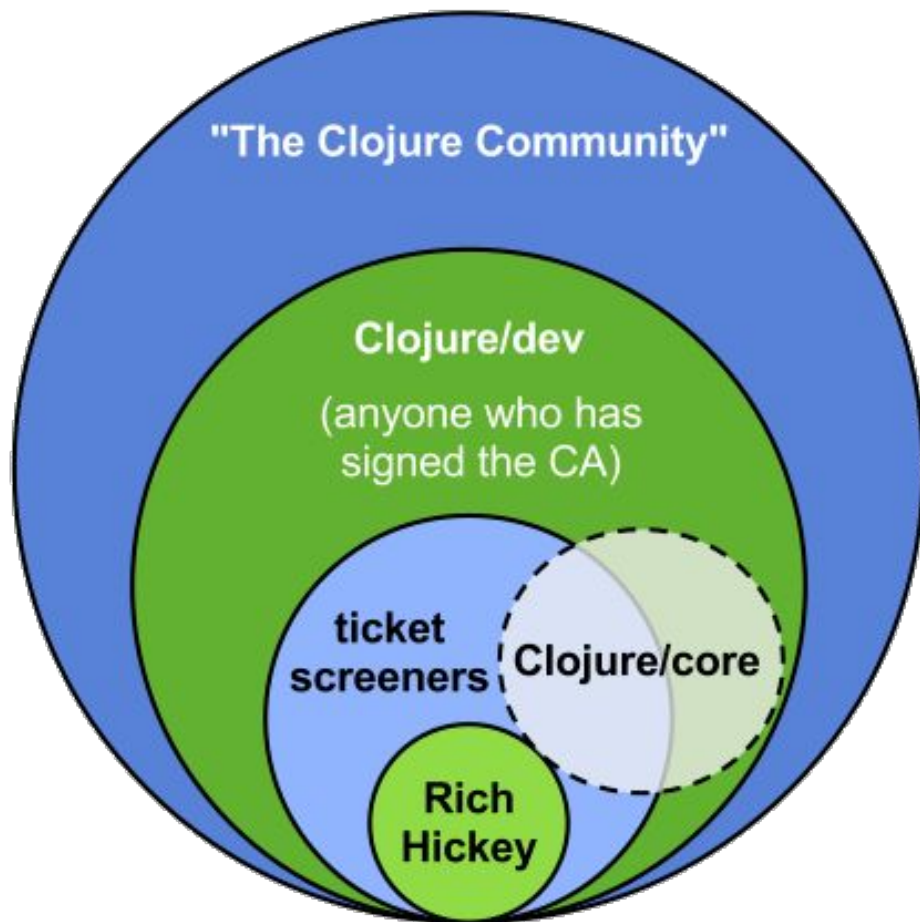 "The Clojure Community"
Clojure/dev
(anyone who has
signed the CA)
ticket
screeners
Clojure/core
Rich
Hickey